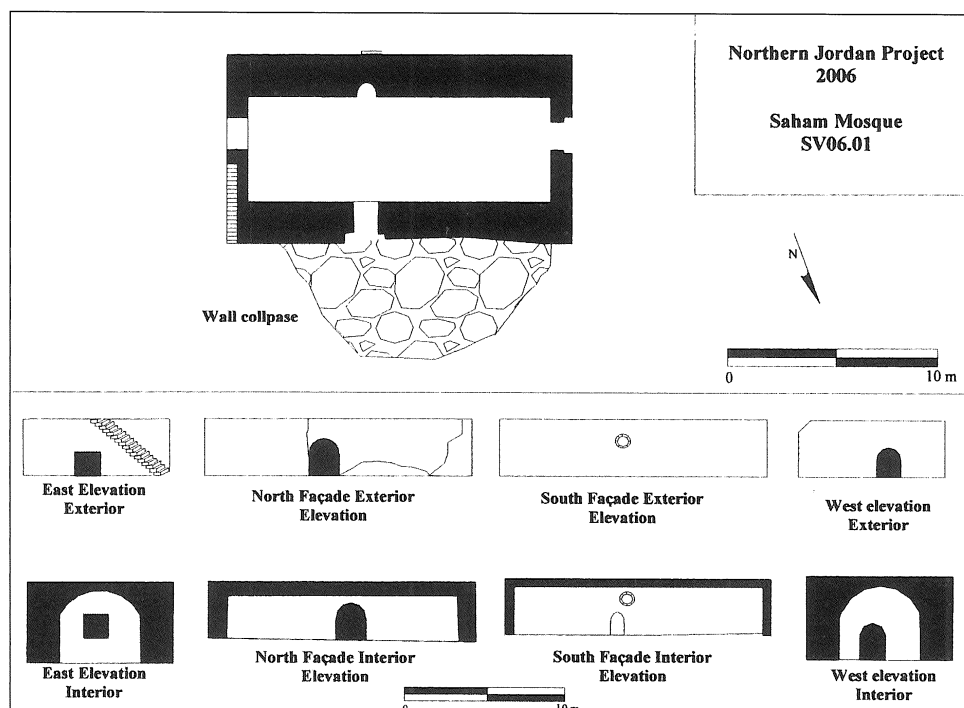 Northern Jordan Project
2006
Saham Mosque
SV06.01
N
Wall collpase
0 10 m
East Elevation
Exterior
North Façade Exterior
Elevation
South Façade Exterior
Elevation
West elevation
Exterior
East Elevation
Interior
North Façade Interior
Elevation
South Façade Interior
Elevation
West elevation
Interior
0 10 m